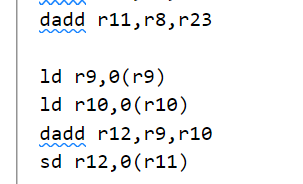 dadd r11,r8,r23
ld r9,0(r9)
ld r10,0(r10)
dadd r12,r9,r10
sd r12,0(r11)